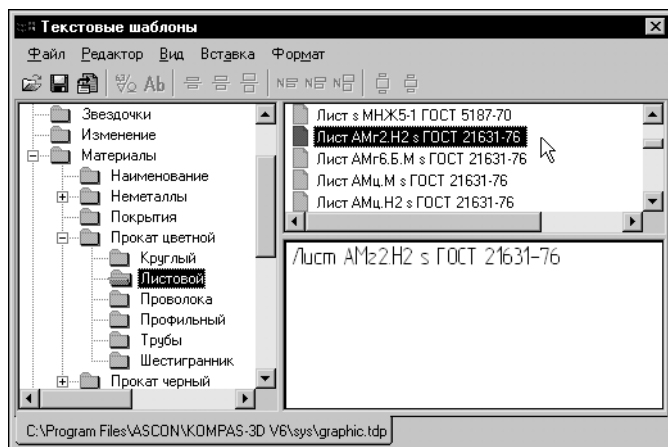 Текстовые шаблоны
Файл Редактор Вид Вставка Формат
Ab
Звездочки
Изменение
Материалы
Наименование
Неметаллы
Покрытия
Прокат цветной
Круглый
Листовой
Проволока
Профильный
Трубы
Шестигранник
Прокат черный
Лист s МНЖ5-1 ГОСТ 5187-70
Лист АМг2.Н2 s ГОСТ 21631-76
Лист АМг6.Б.М s ГОСТ 21631-76
Лист АМц.М s ГОСТ 21631-76
Лист АМц.Н2 s ГОСТ 21631-76
Лист АМг2.Н2 s ГОСТ 21631-76
C:\Program Files\ASCON\KOMPAS-3D V6\sys\graphic.tdp